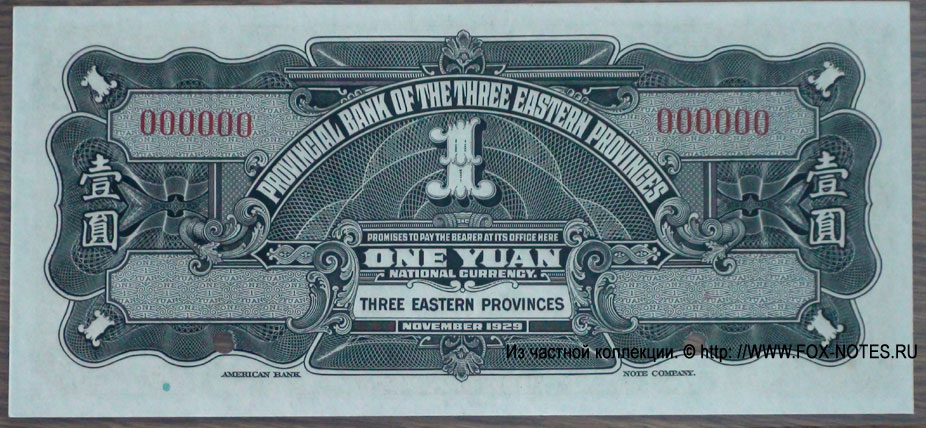 PROVINCIAL BANK OF THE THREE EASTERN PROVINCES
000000
000000
1
壹圓
壹圓
THE
PROMISES TO PAY THE BEARER AT ITS OFFICE HERE
ONE YUAN
NATIONAL CURRENCY.
THREE EASTERN PROVINCES
NOVEMBER 1929
Из частной коллекции. © http: //WWW.FOX-NOTES.RU
AMERICAN BANK
NOTE COMPANY.